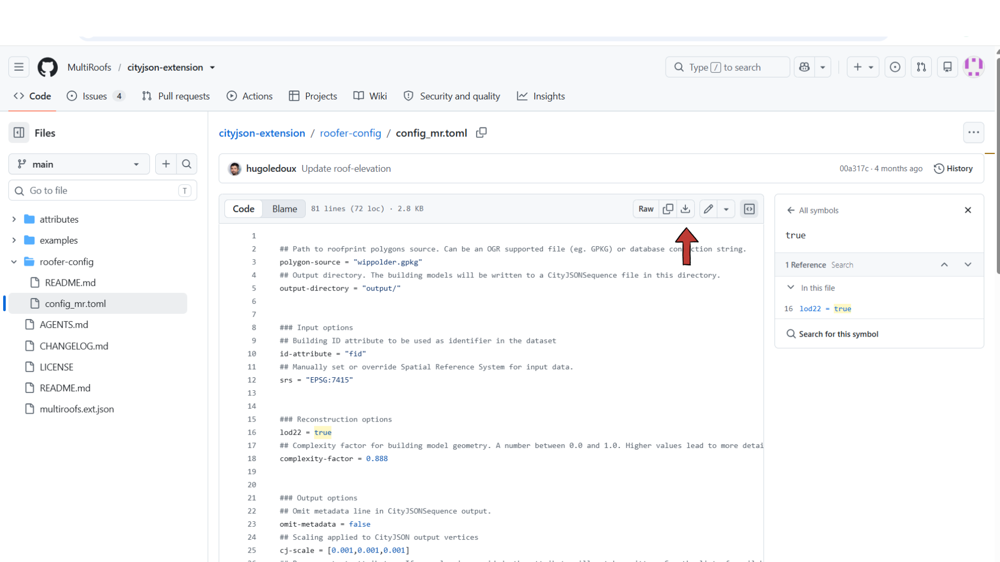 MultiRoofs / cityjson-extension
Type / to search
Code
Issues 4
Pull requests
Actions
Projects
Wiki
Security and quality
Insights
Files
main
Go to file
T
attributes
examples
roofer-config
README.md
config_mr.toml
AGENTS.md
CHANGELOG.md
LICENSE
README.md
multiroofs.ext.json
cityjson-extension / roofer-config / config_mr.toml
hugoledoux Update roof-elevation
00a317c · 4 months ago
History
Code
Blame
81 lines (72 loc) · 2.8 KB
Raw
1
2 ## Path to roofprint polygons source. Can be an OGR supported file (eg. GPKG) or database connection string.
3 polygon-source = "wippolder.gpkg"
4 ## Output directory. The building models will be written to a CityJSONSequence file in this directory.
5 output-directory = "output/"
6
7
8 ### Input options
9 ## Building ID attribute to be used as identifier in the dataset
10 id-attribute = "fid"
11 ## Manually set or override Spatial Reference System for input data.
12 srs = "EPSG:7415"
13
14
15 ### Reconstruction options
16 lod22 = true
17 ## Complexity factor for building model geometry. A number between 0.0 and 1.0. Higher values lead to more detai
18 complexity-factor = 0.888
19
20
21 ### Output options
22 ## Omit metadata line in CityJSONSequence output.
23 omit-metadata = false
24 ## Scaling applied to CityJSON output vertices
25 cj-scale = [0.001,0.001,0.001]
All symbols
true
1 Reference Search
In this file
16 lod22 = true
Search for this symbol